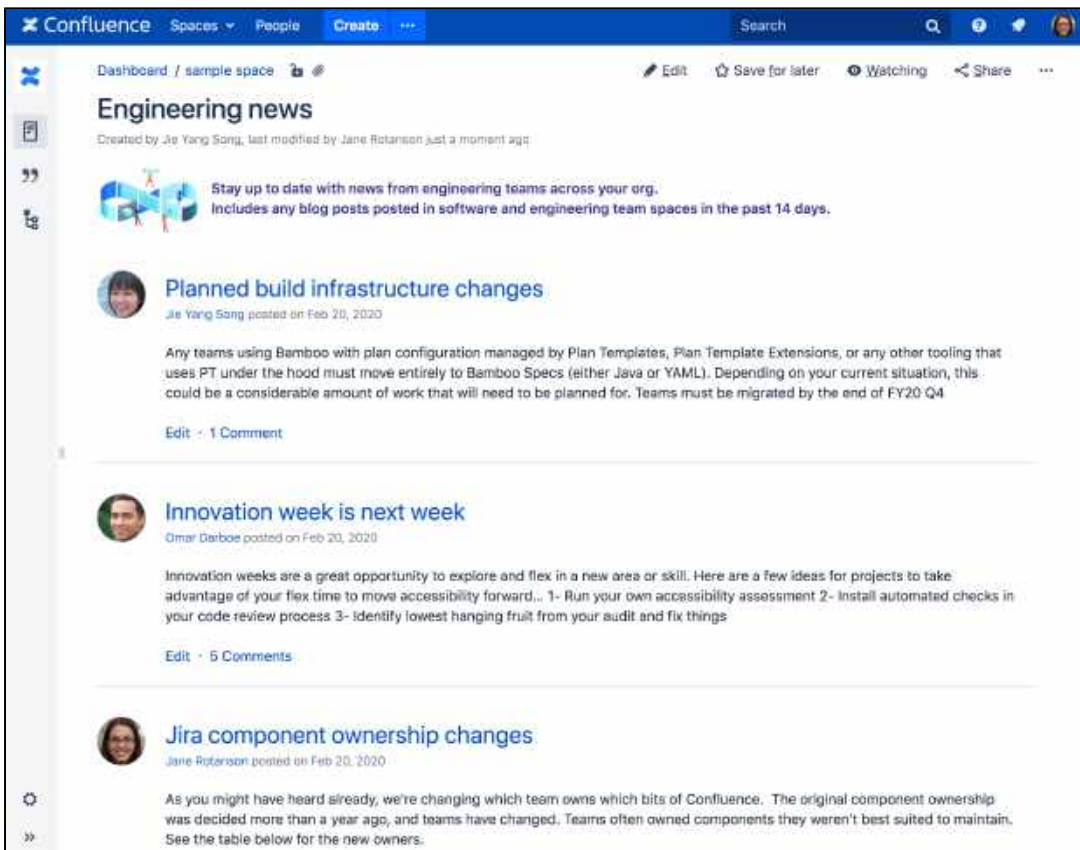 Confluence Spaces People Create ... Search
Dashboard / sample space
Edit Save for later Watching Share ...
Engineering news
Created by Jie Yang Song, last modified by Jane Rotanson just a moment ago
Stay up to date with news from engineering teams across your org.
Includes any blog posts posted in software and engineering team spaces in the past 14 days.
Planned build infrastructure changes
Jie Yang Song posted on Feb 20, 2020
Any teams using Bamboo with plan configuration managed by Plan Templates, Plan Template Extensions, or any other tooling that
uses PT under the hood must move entirely to Bamboo Specs (either Java or YAML). Depending on your current situation, this
could be a considerable amount of work that will need to be planned for. Teams must be migrated by the end of FY20 Q4
Edit · 1 Comment
Innovation week is next week
Omar Darboe posted on Feb 20, 2020
Innovation weeks are a great opportunity to explore and flex in a new area or skill. Here are a few ideas for projects to take
advantage of your flex time to move accessibility forward... 1- Run your own accessibility assessment 2- Install automated checks in
your code review process 3- Identify lowest hanging fruit from your audit and fix things
Edit · 5 Comments
Jira component ownership changes
Jane Rotanson posted on Feb 20, 2020
As you might have heard already, we're changing which team owns which bits of Confluence. The original component ownership
was decided more than a year ago, and teams have changed. Teams often owned components they weren't best suited to maintain.
See the table below for the new owners.